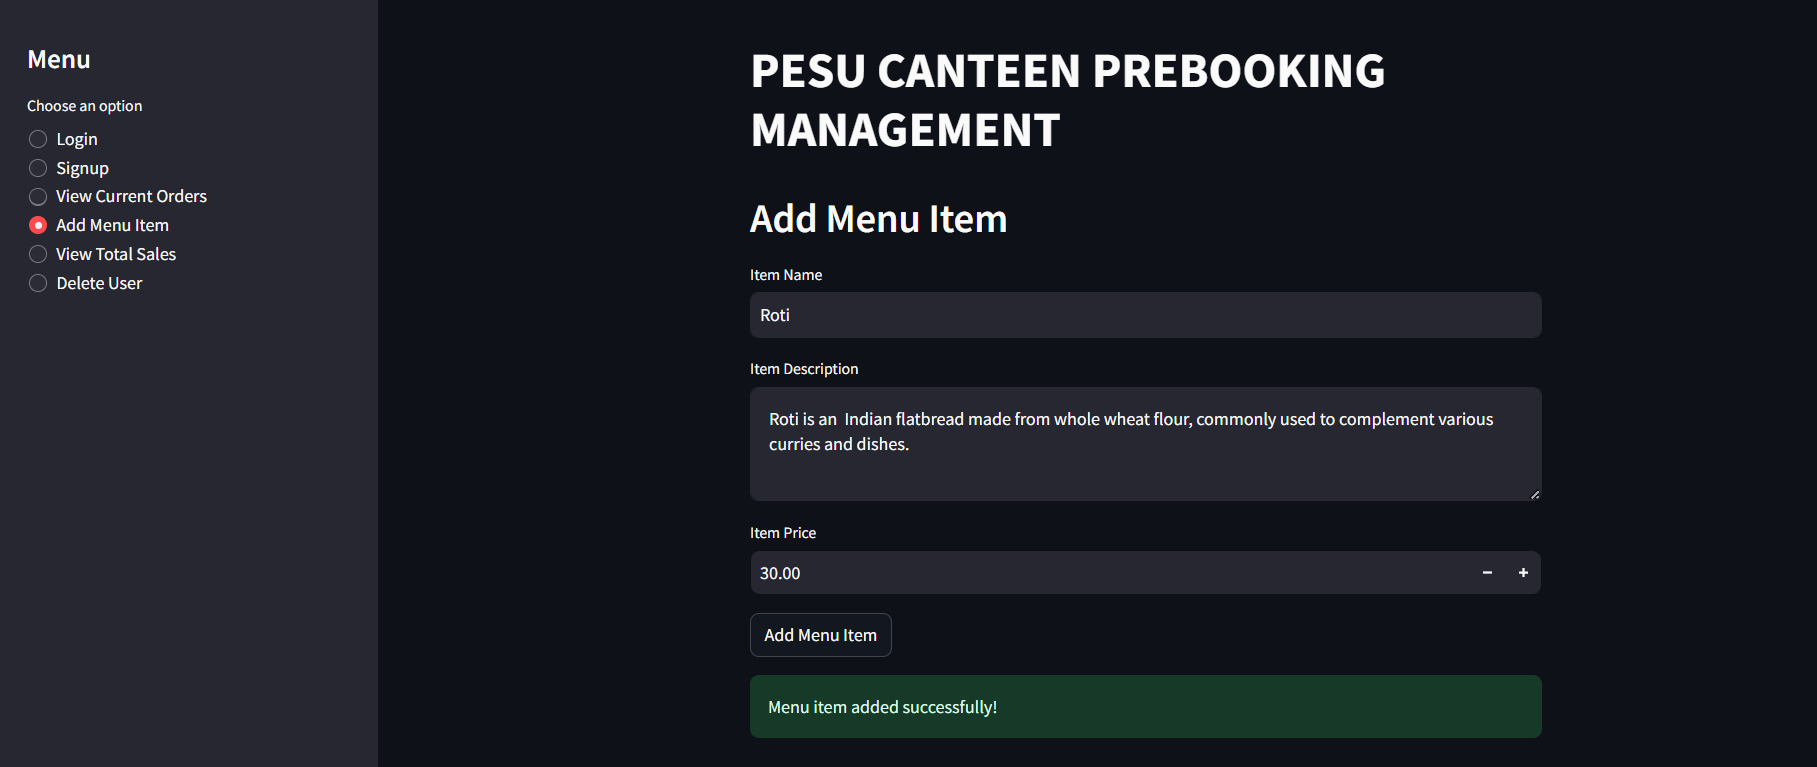 Menu
Choose an option
Login
Signup
View Current Orders
Add Menu Item
View Total Sales
Delete User
PESU CANTEEN PREBOOKING
MANAGEMENT
Add Menu Item
Item Name
Roti
Item Description
Roti is an  Indian flatbread made from whole wheat flour, commonly used to complement various
curries and dishes.
Item Price
30.00
Add Menu Item
Menu item added successfully!